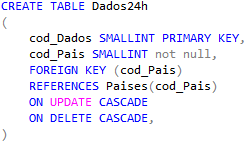 CREATE TABLE Dados24h
(
    cod_Dados SMALLINT PRIMARY KEY,
    cod_Pais SMALLINT not null,
    FOREIGN KEY (cod_Pais)
    REFERENCES Paises(cod_Pais)
    ON UPDATE CASCADE
    ON DELETE CASCADE,
)